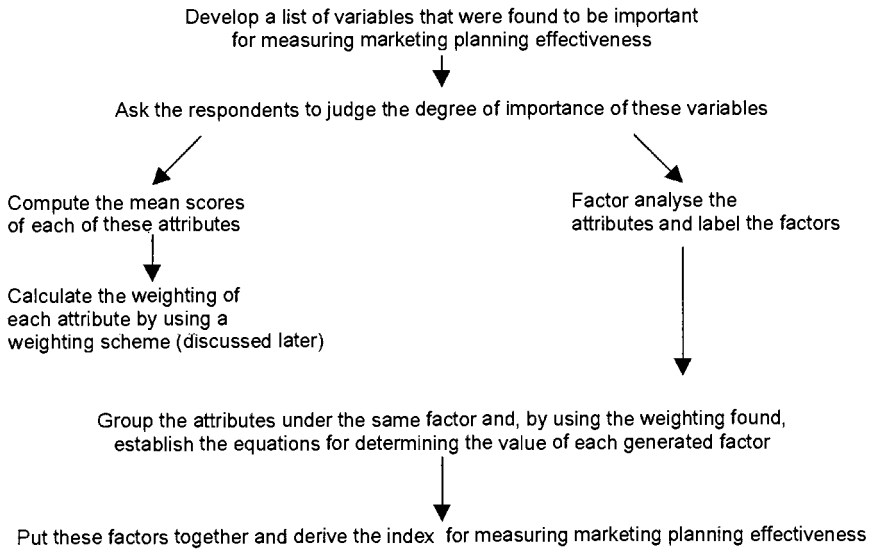 Develop a list of variables that were found to be important
for measuring marketing planning effectiveness
Ask the respondents to judge the degree of importance of these variables
Compute the mean scores
of each of these attributes
Factor analyse the
attributes and label the factors
Calculate the weighting of
each attribute by using a
weighting scheme (discussed later)
Group the attributes under the same factor and, by using the weighting found,
establish the equations for determining the value of each generated factor
Put these factors together and derive the index for measuring marketing planning effectiveness